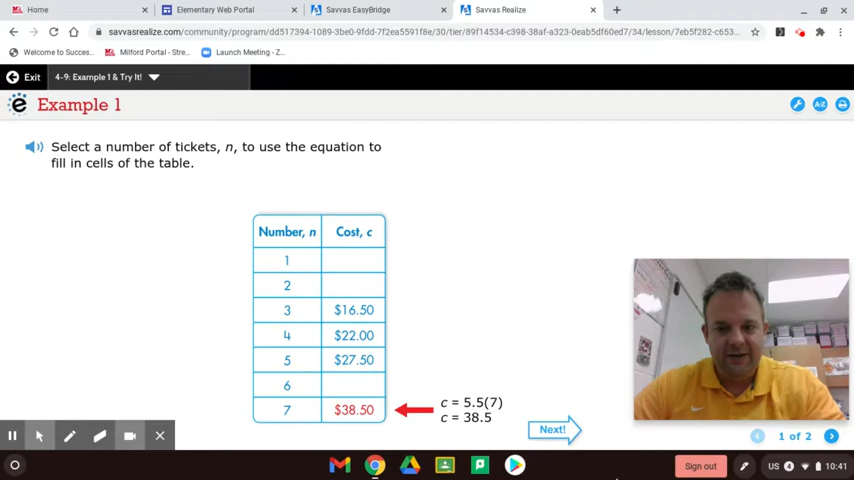 Home
Elementary Web Portal
Savvas EasyBridge
Savvas Realize
savvasrealize.com/community/program/dd517394-1089-3be0-9fdd-7f2ea5591f8e/30/tier/89f14534-c398-38af-a323-0eab5df60ed7/34/lesson/7eb5f282-c653...
Welcome to Succes...
Milford Portal - Stre...
Launch Meeting - Z...
Exit
4-9: Example 1 & Try It!
Example 1
A-Z
Select a number of tickets, n, to use the equation to
fill in cells of the table.
Number, n Cost, c
1
2
3 $16.50
4 $22.00
5 $27.50
6
7 $38.50
c = 5.5(7)
c = 38.5
Next!
1 of 2
Sign out
US
4
10:41